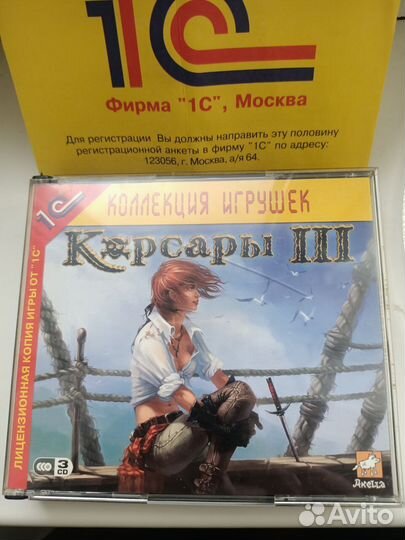 1С
Фирма "1С", Москва
Для регистрации Вы должны направить эту половину
регистрационной анкеты в фирму "1С" по адресу:
123056, г. Москва, а/я 64.
1С
КОЛЛЕКЦИЯ ИГРУШЕК
Корсары III
ЛИЦЕНЗИОННАЯ КОПИЯ ИГРЫ ОТ "1С"
3
CD
Akella
Avito